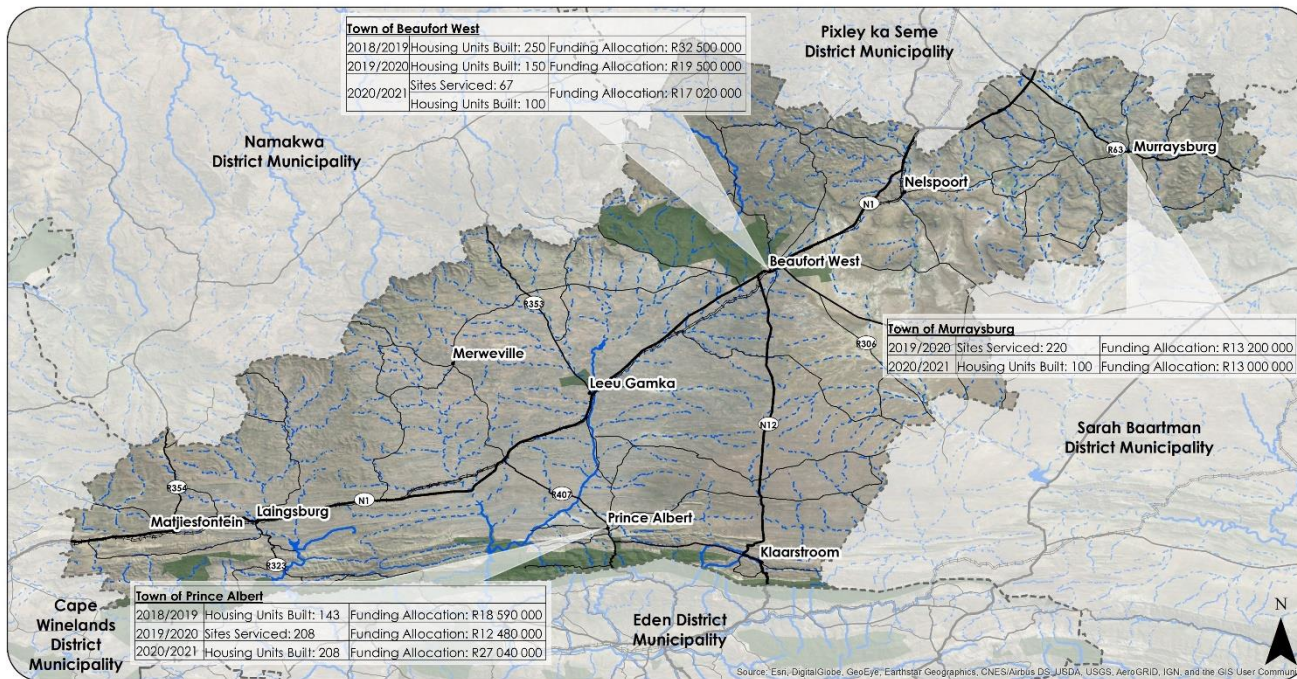 Town of Beaufort West
2018/2019 Housing Units Built: 250 Funding Allocation: R32 500 000
2019/2020 Housing Units Built: 150 Funding Allocation: R19 500 000
2020/2021 Sites Serviced: 67
Housing Units Built: 100 Funding Allocation: R17 020 000
Pixley ka Seme
District Municipality
Namakwa
District Municipality
R63
Murraysburg
Nelspoort
N1
Beaufort West
R353
Town of Murraysburg
2019/2020 Sites Serviced: 220 Funding Allocation: R13 200 000
2020/2021 Housing Units Built: 100 Funding Allocation: R13 000 000
R306
Merweville
Leeu Gamka
N12
Sarah Baartman
District Municipality
R354
N1
R407
Laingsburg
Matjiesfontein
Prince Albert
Klaarstroom
R323
Town of Prince Albert
2018/2019 Housing Units Built: 143 Funding Allocation: R18 590 000
2019/2020 Sites Serviced: 208 Funding Allocation: R12 480 000
2020/2021 Housing Units Built: 208 Funding Allocation: R27 040 000
Cape
Winelands
District
Municipality
Eden District
Municipality
N
Source: Esri, DigitalGlobe, GeoEye, Earthstar Geographics, CNES/Airbus DS, USDA, USGS, AeroGRID, IGN, and the GIS User Commun